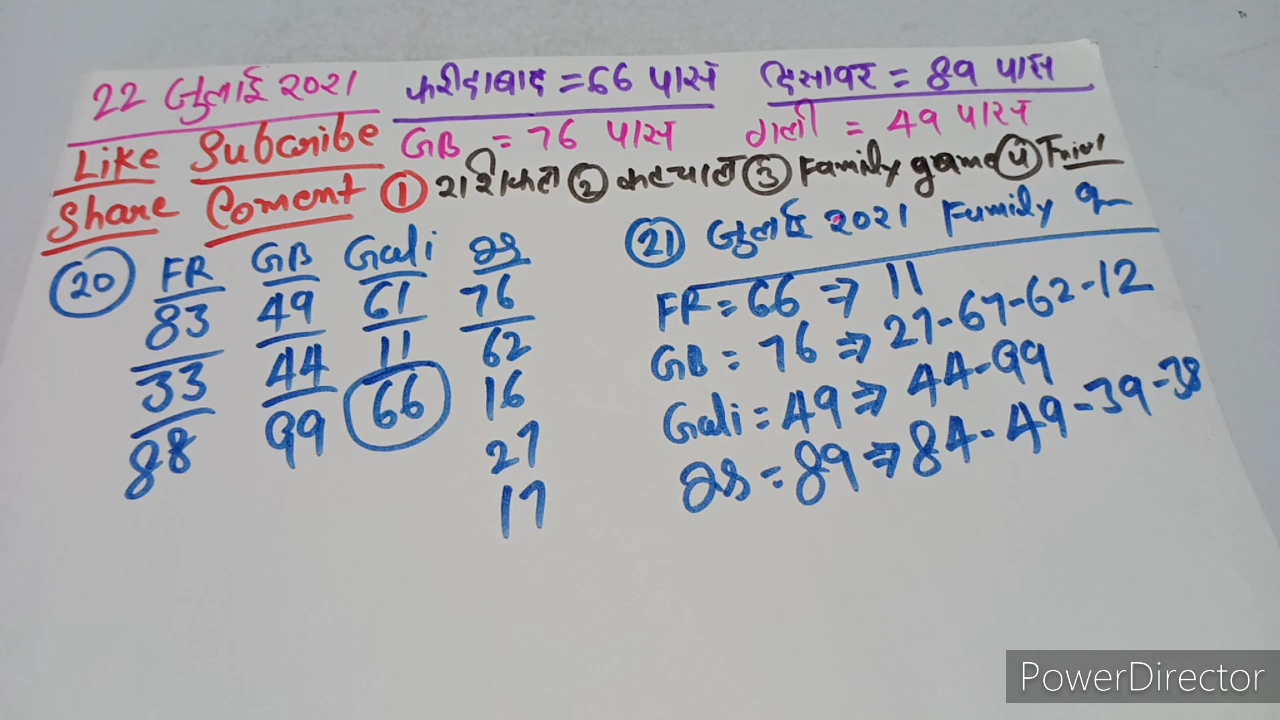 22 जुलाई २०२१ फरीदाबाद = 66 पास दिसावर = 89 पास
Like Subscribe GB = 76 पास गली = 49 पास
Share Coment ① राशिफल ② कटचाल ③ Family game ④
⑳ FR GB Gali DS
83 49 61 76
33 44 11 62
88 99 66 16
27
17
㉑ जुलाई २०२१ Family
FR = 66 ⇒ 11
GB = 76 ⇒ 27-67-62-12
Gali = 49 ⇒ 44-99
DS = 89 ⇒ 84-49-39-38
PowerDirector